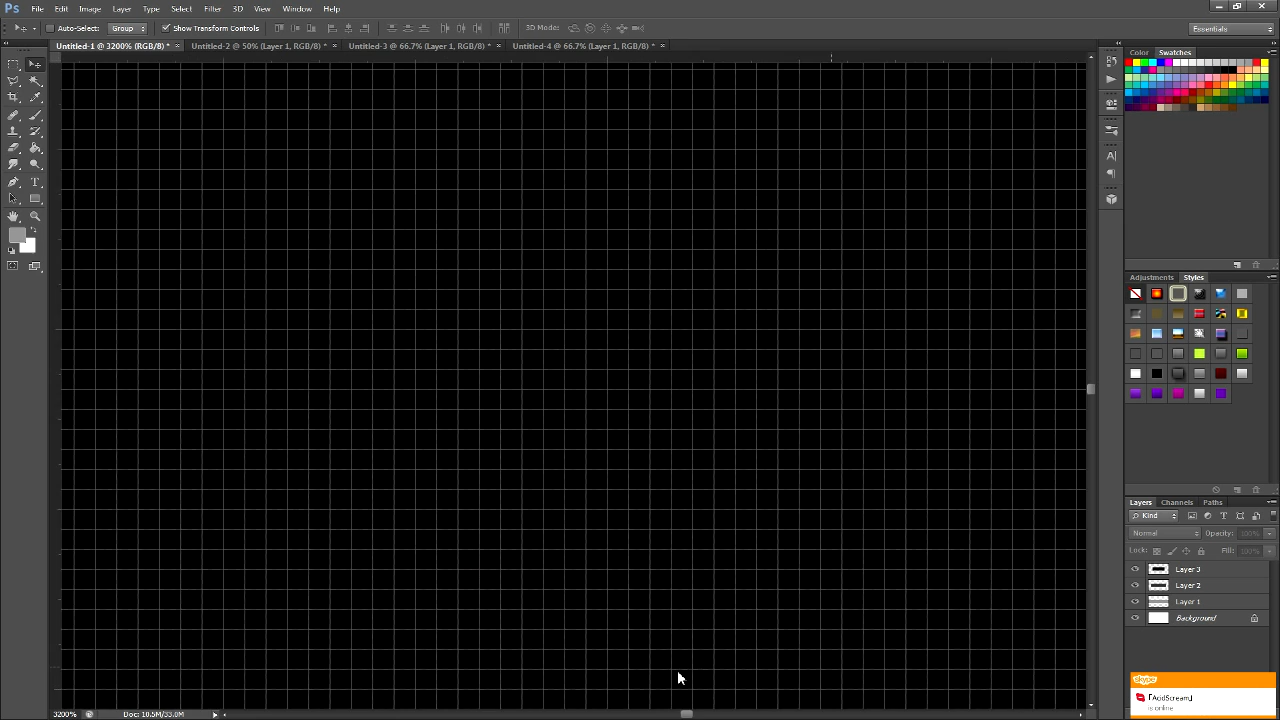 Ps File Edit Image Layer Type Select Filter 3D View Window Help
Auto-Select: Group Show Transform Controls 3D Mode: Essentials
Untitled-1 @ 3200% (RGB/8) * × Untitled-2 @ 50% (Layer 1, RGB/8) * × Untitled-3 @ 66.7% (Layer 1, RGB/8) * × Untitled-4 @ 66.7% (Layer 1, RGB/8) * ×
Color Swatches
Adjustments Styles
Layers Channels Paths
Kind
Normal Opacity: 100%
Lock: Fill: 100%
Layer 3
Layer 2
Layer 1
Background
skype
「AcidScream」
is online
3200% Doc: 10.5M/33.0M